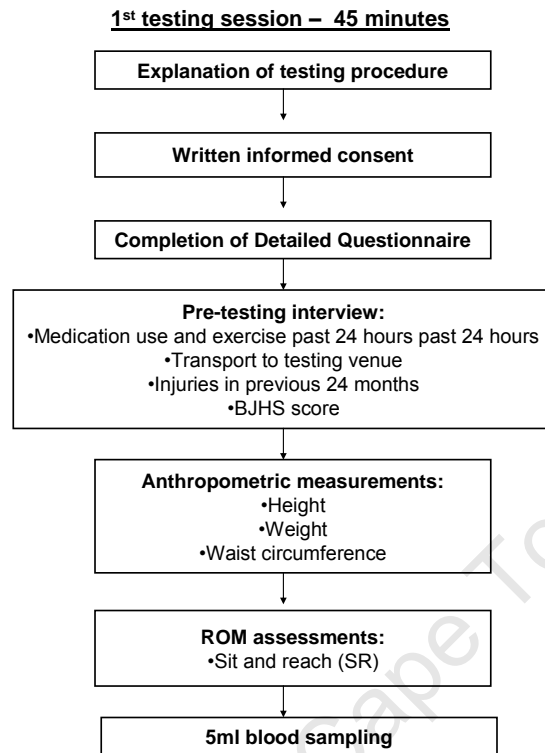 1st testing session – 45 minutes
Explanation of testing procedure
Written informed consent
Completion of Detailed Questionnaire
Pre-testing interview:
•Medication use and exercise past 24 hours past 24 hours
•Transport to testing venue
•Injuries in previous 24 months
•BJHS score
Anthropometric measurements:
•Height
•Weight
•Waist circumference
ROM assessments:
•Sit and reach (SR)
5ml blood sampling
Cape To